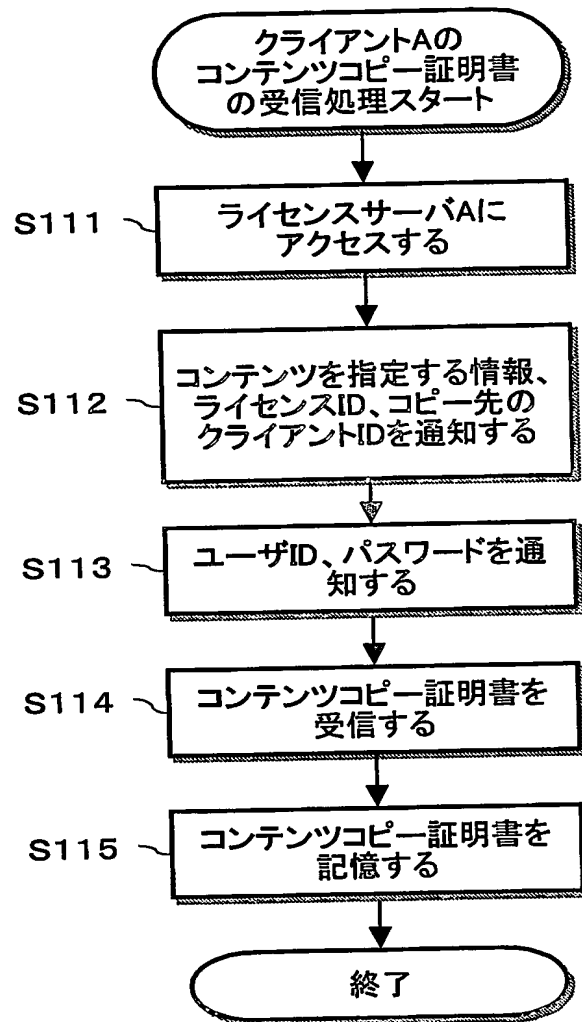 クライアントAの
コンテンツコピー証明書
の受信処理スタート
S111
ライセンスサーバAに
アクセスする
S112
コンテンツを指定する情報、
ライセンスID、コピー先の
クライアントIDを通知する
S113
ユーザID、パスワードを通
知する
S114
コンテンツコピー証明書を
受信する
S115
コンテンツコピー証明書を
記憶する
終了